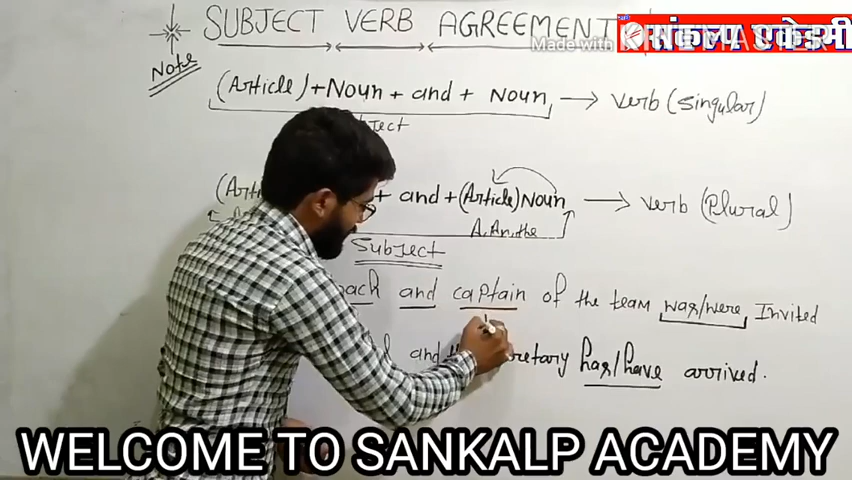 SUBJECT VERB AGREEMENT
संकल्प एकेडमी
Made with KINEMASTER
Note
(Article) + Noun + and + Noun → Verb (Singular)
+ and + (Article) Noun → Verb (Plural)
A, An, the
Subject
and captain of the team was/were Invited
and has/have arrived.
WELCOME TO SANKALP ACADEMY